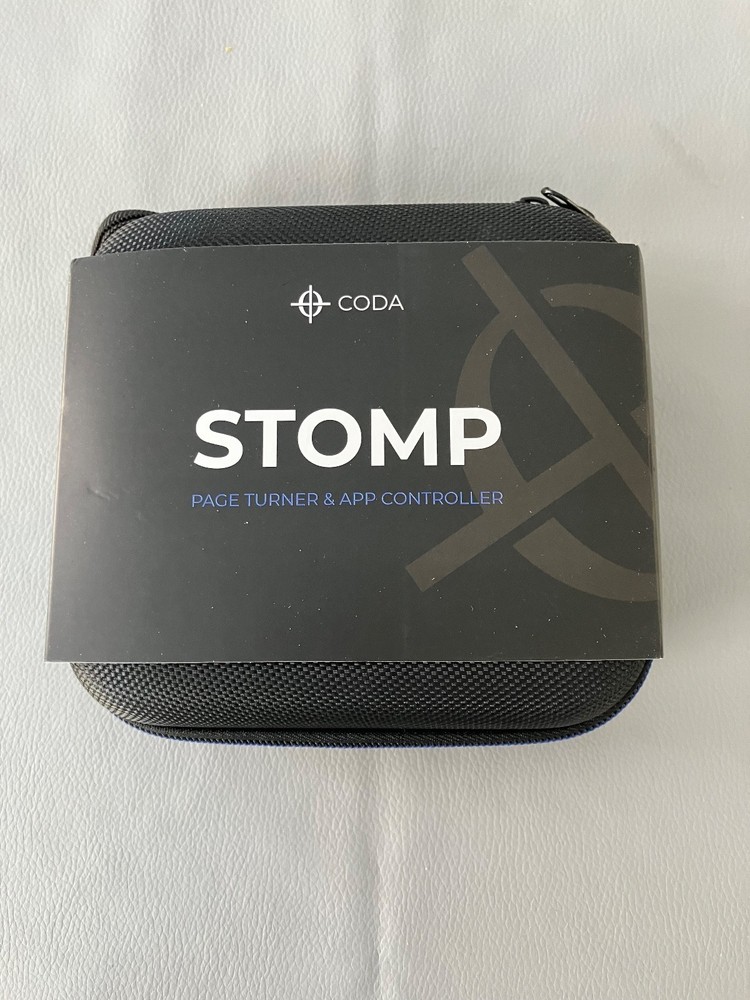 CODA
STOMP
PAGE TURNER & APP CONTROLLER